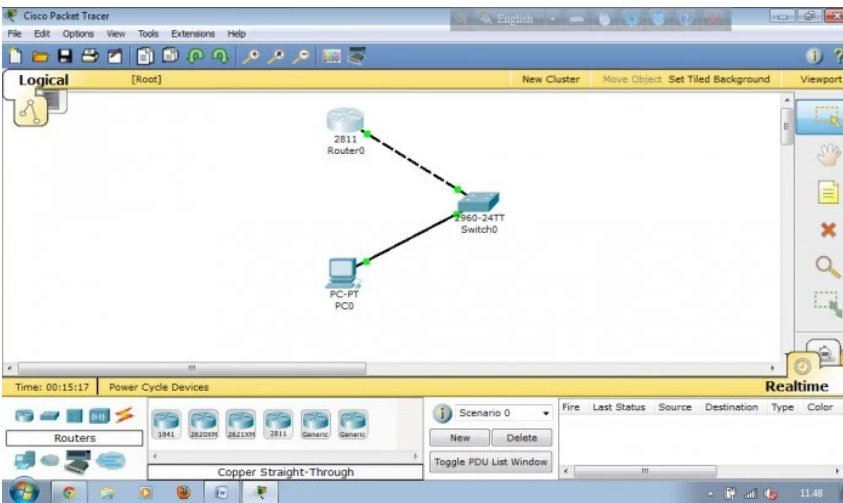 Cisco Packet Tracer
English
File Edit Options View Tools Extensions Help
Logical [Root] New Cluster Move Object Set Tiled Background Viewport
2811
Router0
2960-24TT
Switch0
PC-PT
PC0
Time: 00:15:17 Power Cycle Devices Realtime
Routers
1841 2620XM 2621XM 2811 Generic Generic
Copper Straight-Through
Scenario 0
New Delete
Toggle PDU List Window
Fire Last Status Source Destination Type Color
11.48